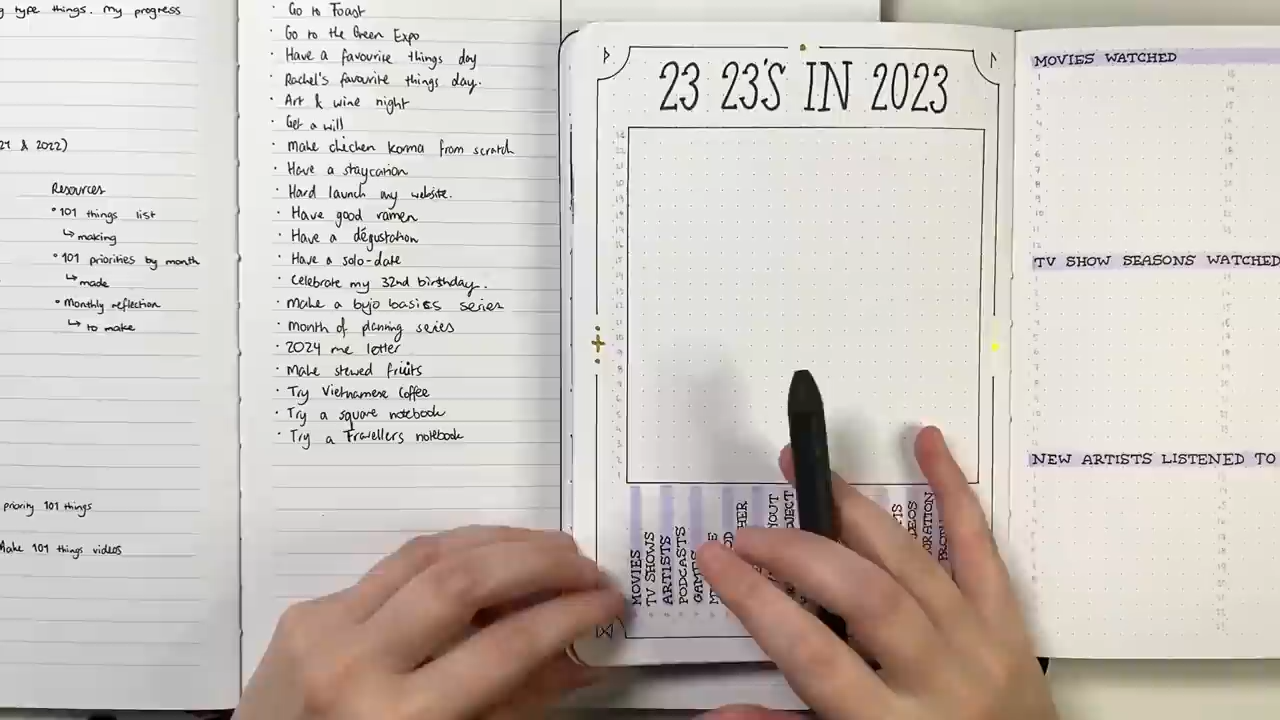 type things. My progress
& 2022)
Resources
° 101 things list
↳ making
° 101 priorities by month
↳ made
° Monthly reflection
↳ to make
priority 101 things
Make 101 things videos
· Go to Toast
· Go to the Green Expo
· Have a favourite things day
· Rachel's favourite things day.
· Art & wine night
· Get a will
· Make chicken korma from scratch
· Have a staycation
· Hard launch my website.
· Have good ramen
· Have a dégustation
· Have a solo-date
· Celebrate my 32nd birthday.
· Make a bujo basics series
· Month of planning series
· 2024 me letter
· Make stewed fruits
· Try Vietnamese Coffee
· Try a square notebook
· Try a Travellers notebook
23 23'S IN 2023
MOVIES
TV SHOWS
ARTISTS
PODCASTS
GAMES
MOVIES WATCHED
TV SHOW SEASONS WATCHED
NEW ARTISTS LISTENED TO